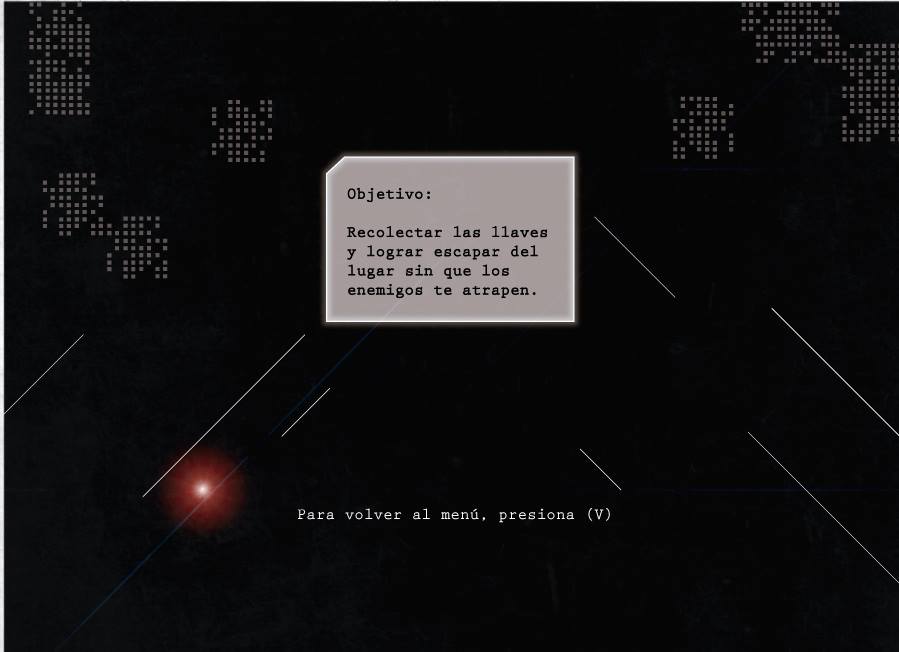 Objetivo:
Recolectar las llaves
y lograr escapar del
lugar sin que los
enemigos te atrapen.
Para volver al menú, presiona (V)